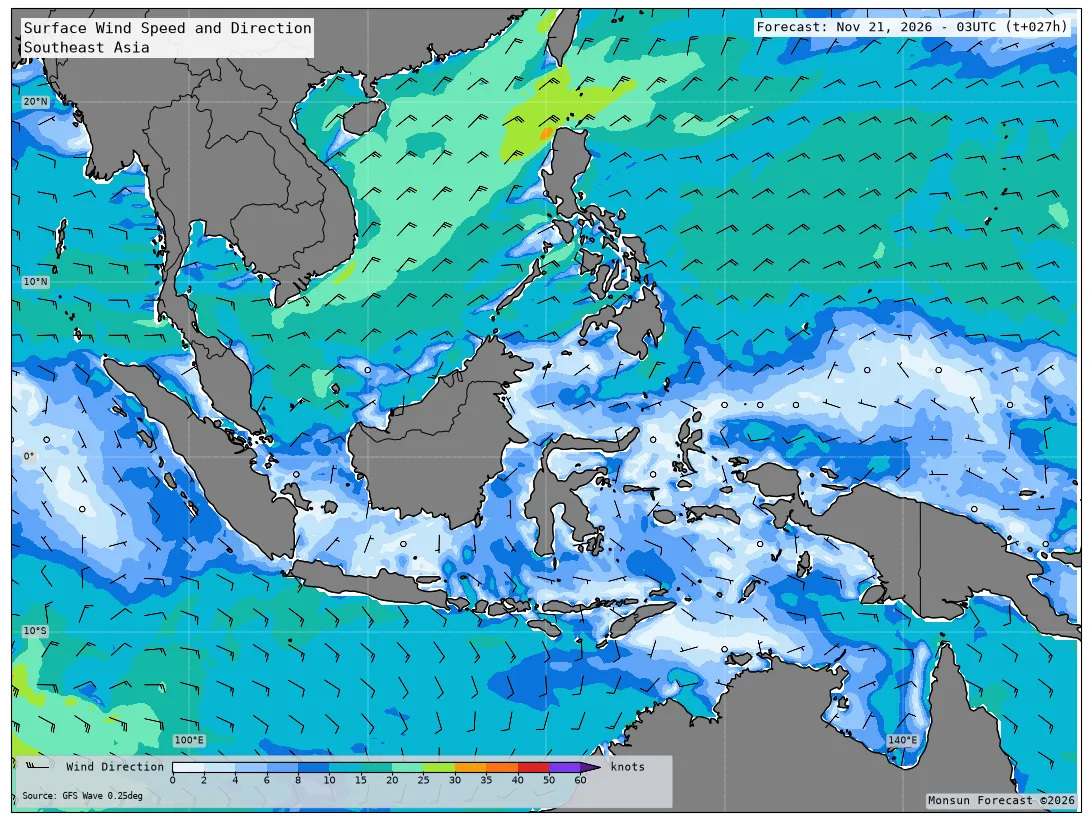 Surface Wind Speed and Direction
Southeast Asia
Forecast: Nov 21, 2026 - 03UTC (t+027h)
20°N
10°N
0°
10°S
100°E
140°E
Wind Direction
knots
0 2 4 6 8 10 15 20 25 30 35 40 50 60
Source: GFS Wave 0.25deg
Monsun Forecast ©2026